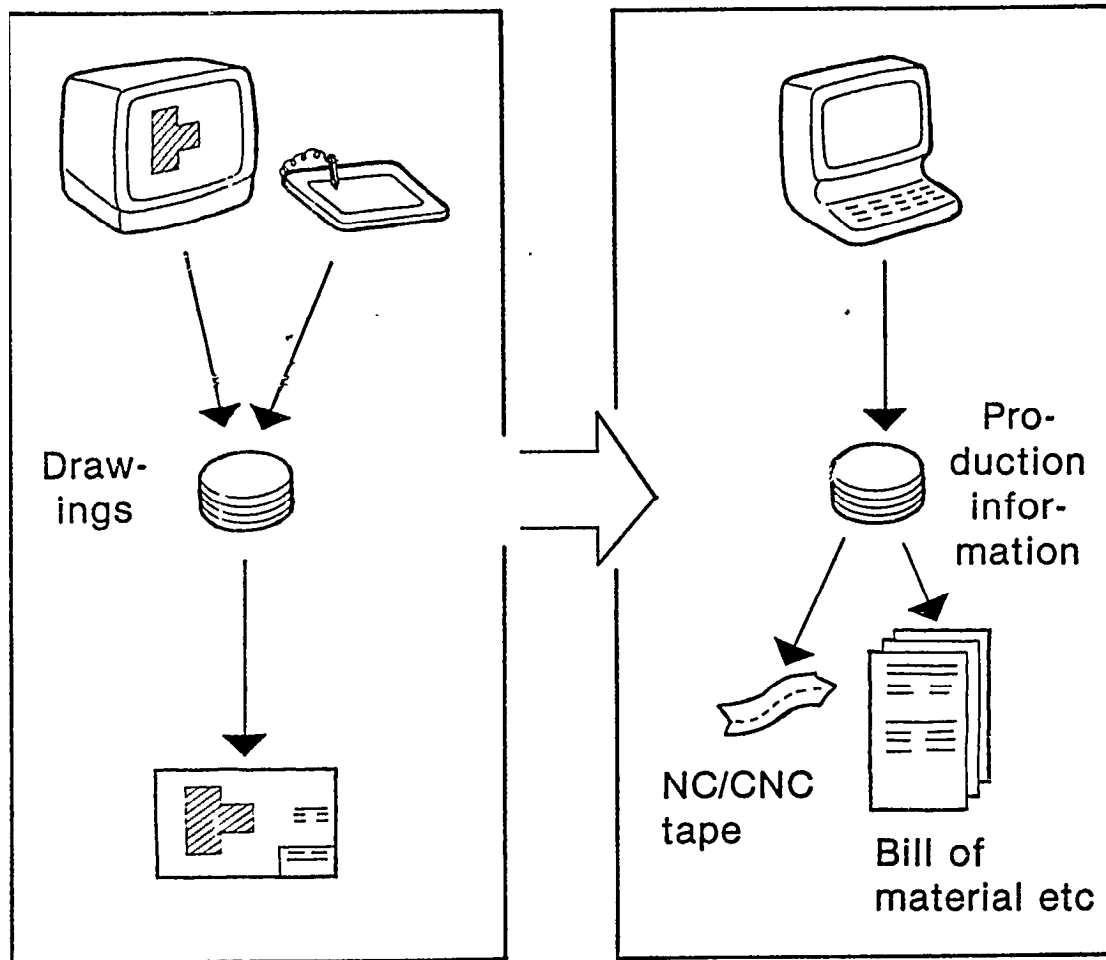 Draw-
ings
Pro-
duction
infor-
mation
NC/CNC
tape
Bill of
material etc